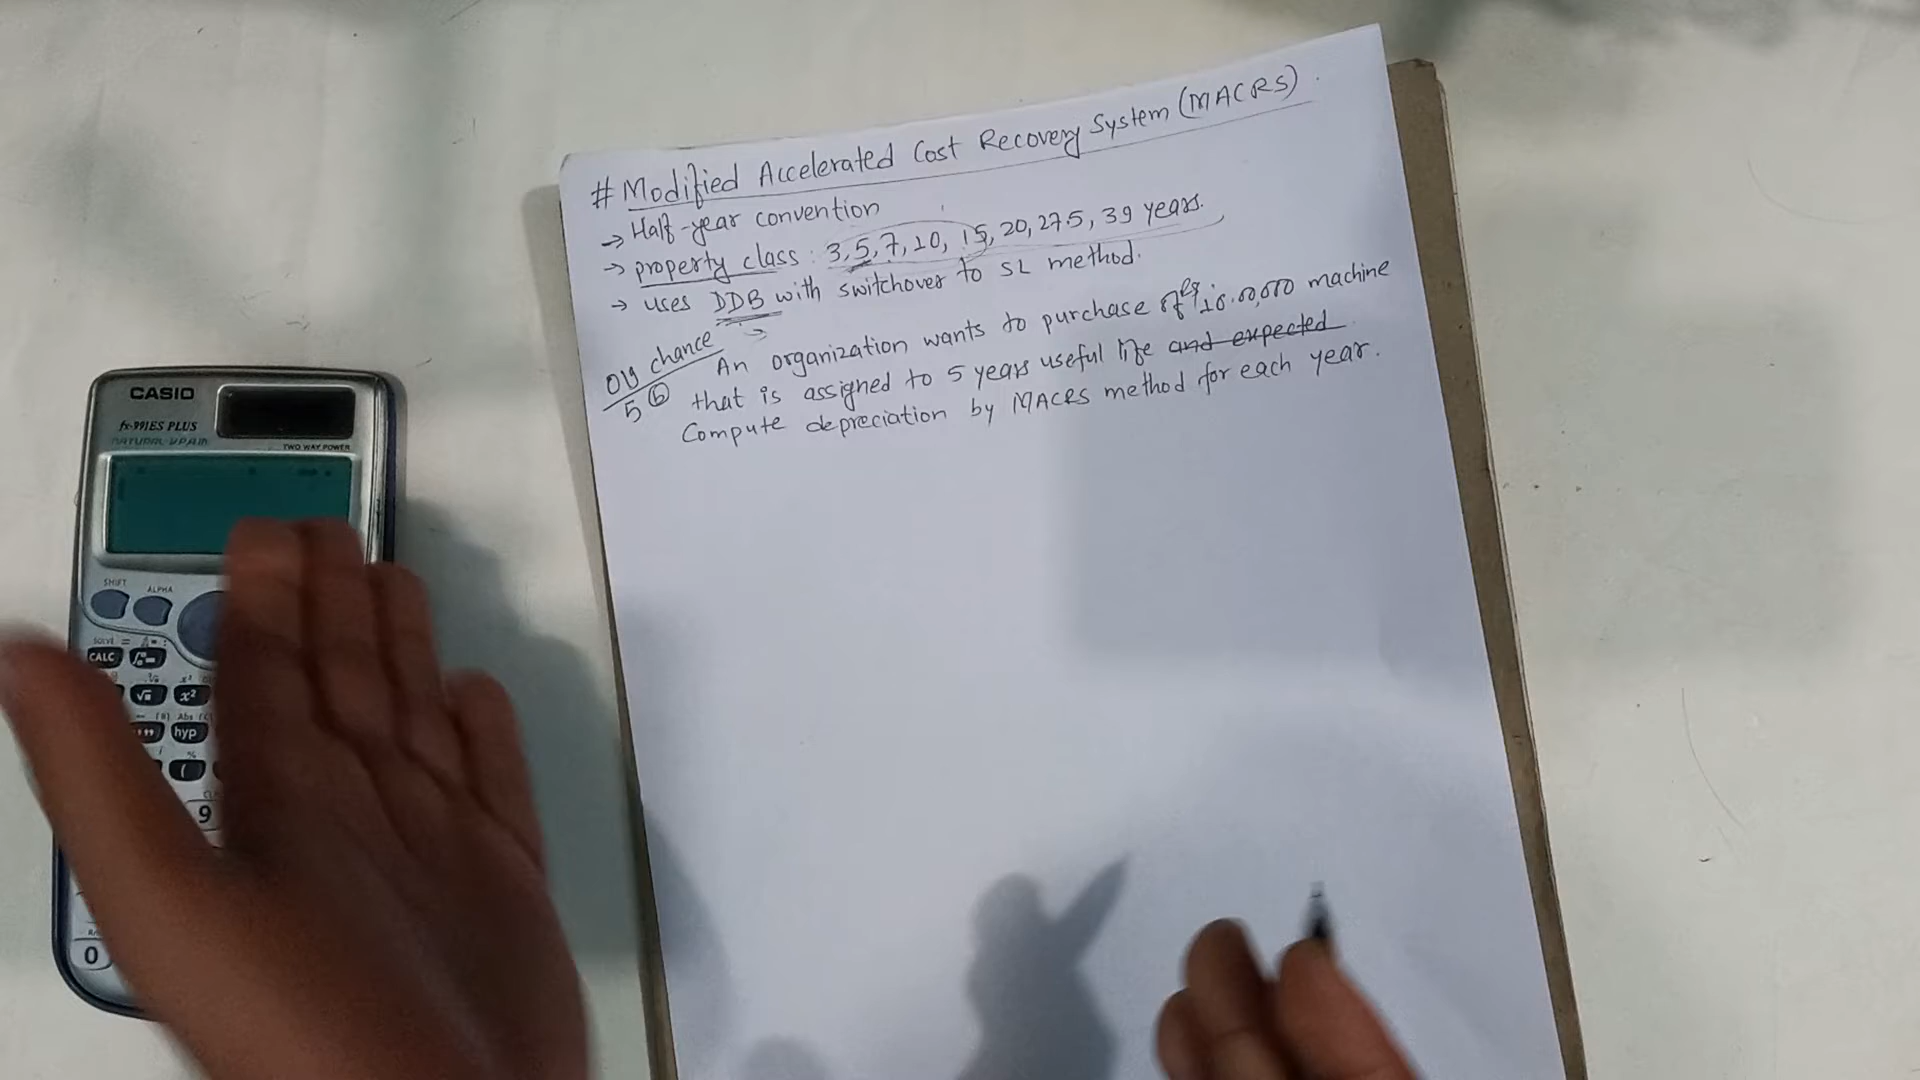 # Modified Accelerated Cost Recovery System (MACRS).
→ Half-year convention
→ property class : 3, 5, 7, 10, 15, 20, 27.5, 39 years.
→ uses DDB with switchover to SL method.
019 chance
5 (b)
An organization wants to purchase of Rs 10.00,000 machine
that is assigned to 5 years useful life and expected
Compute depreciation by MACRS method for each year.
CASIO
fx-991ES PLUS
NATURAL-V.P.A.M.
TWO WAY POWER
SHIFT
ALPHA
SOLVE =
CALC
hyp
Abs
9
0